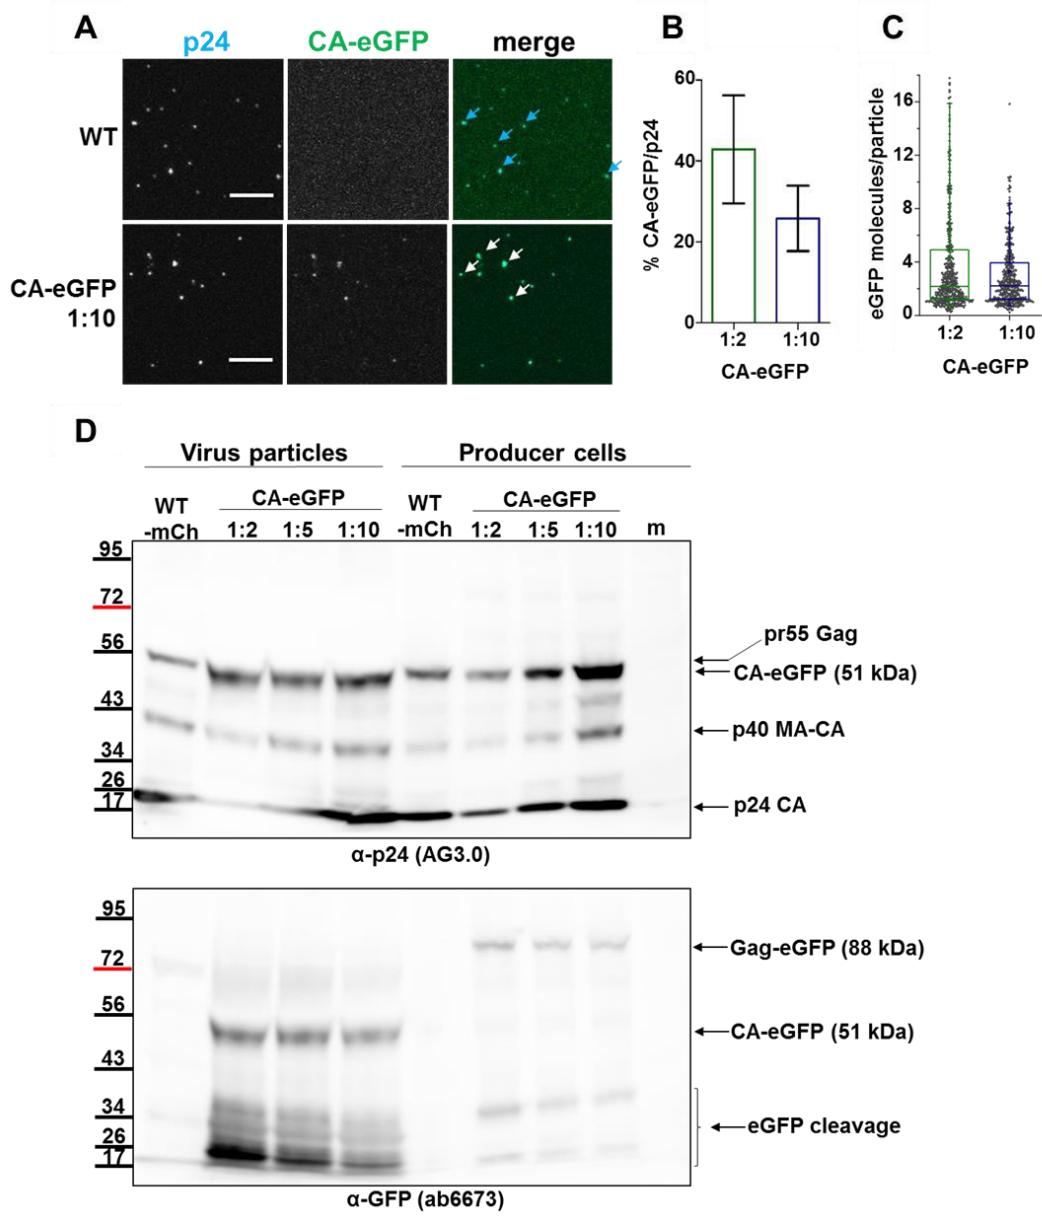 A
p24 CA-eGFP merge
WT
CA-eGFP
1:10
B
% CA-eGFP/p24
60
40
20
0
1:2 1:10
CA-eGFP
C
eGFP molecules/particle
16
12
8
4
0
1:2 1:10
CA-eGFP
D
Virus particles Producer cells
WT
-mCh
CA-eGFP
1:2 1:5 1:10
WT
-mCh
CA-eGFP
1:2 1:5 1:10
m
95
72
56
43
34
26
17
pr55 Gag
CA-eGFP (51 kDa)
p40 MA-CA
p24 CA
α-p24 (AG3.0)
95
72
56
43
34
26
17
Gag-eGFP (88 kDa)
CA-eGFP (51 kDa)
eGFP cleavage
α-GFP (ab6673)